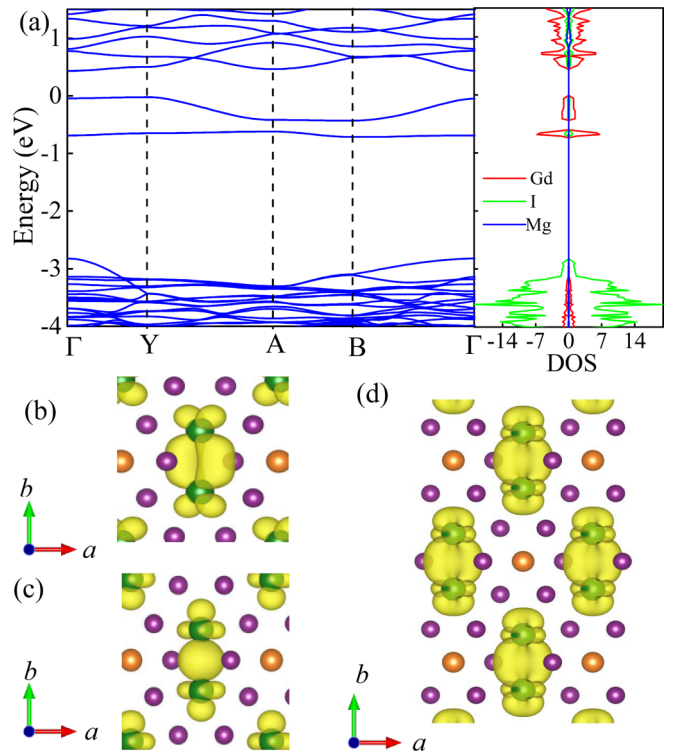 (a)
Energy (eV)
1
0
-1
-2
-3
-4
Γ
Y
A
B
Γ
Gd
I
Mg
-14
-7
0
7
14
DOS
(b)
b
a
(c)
b
a
(d)
b
a